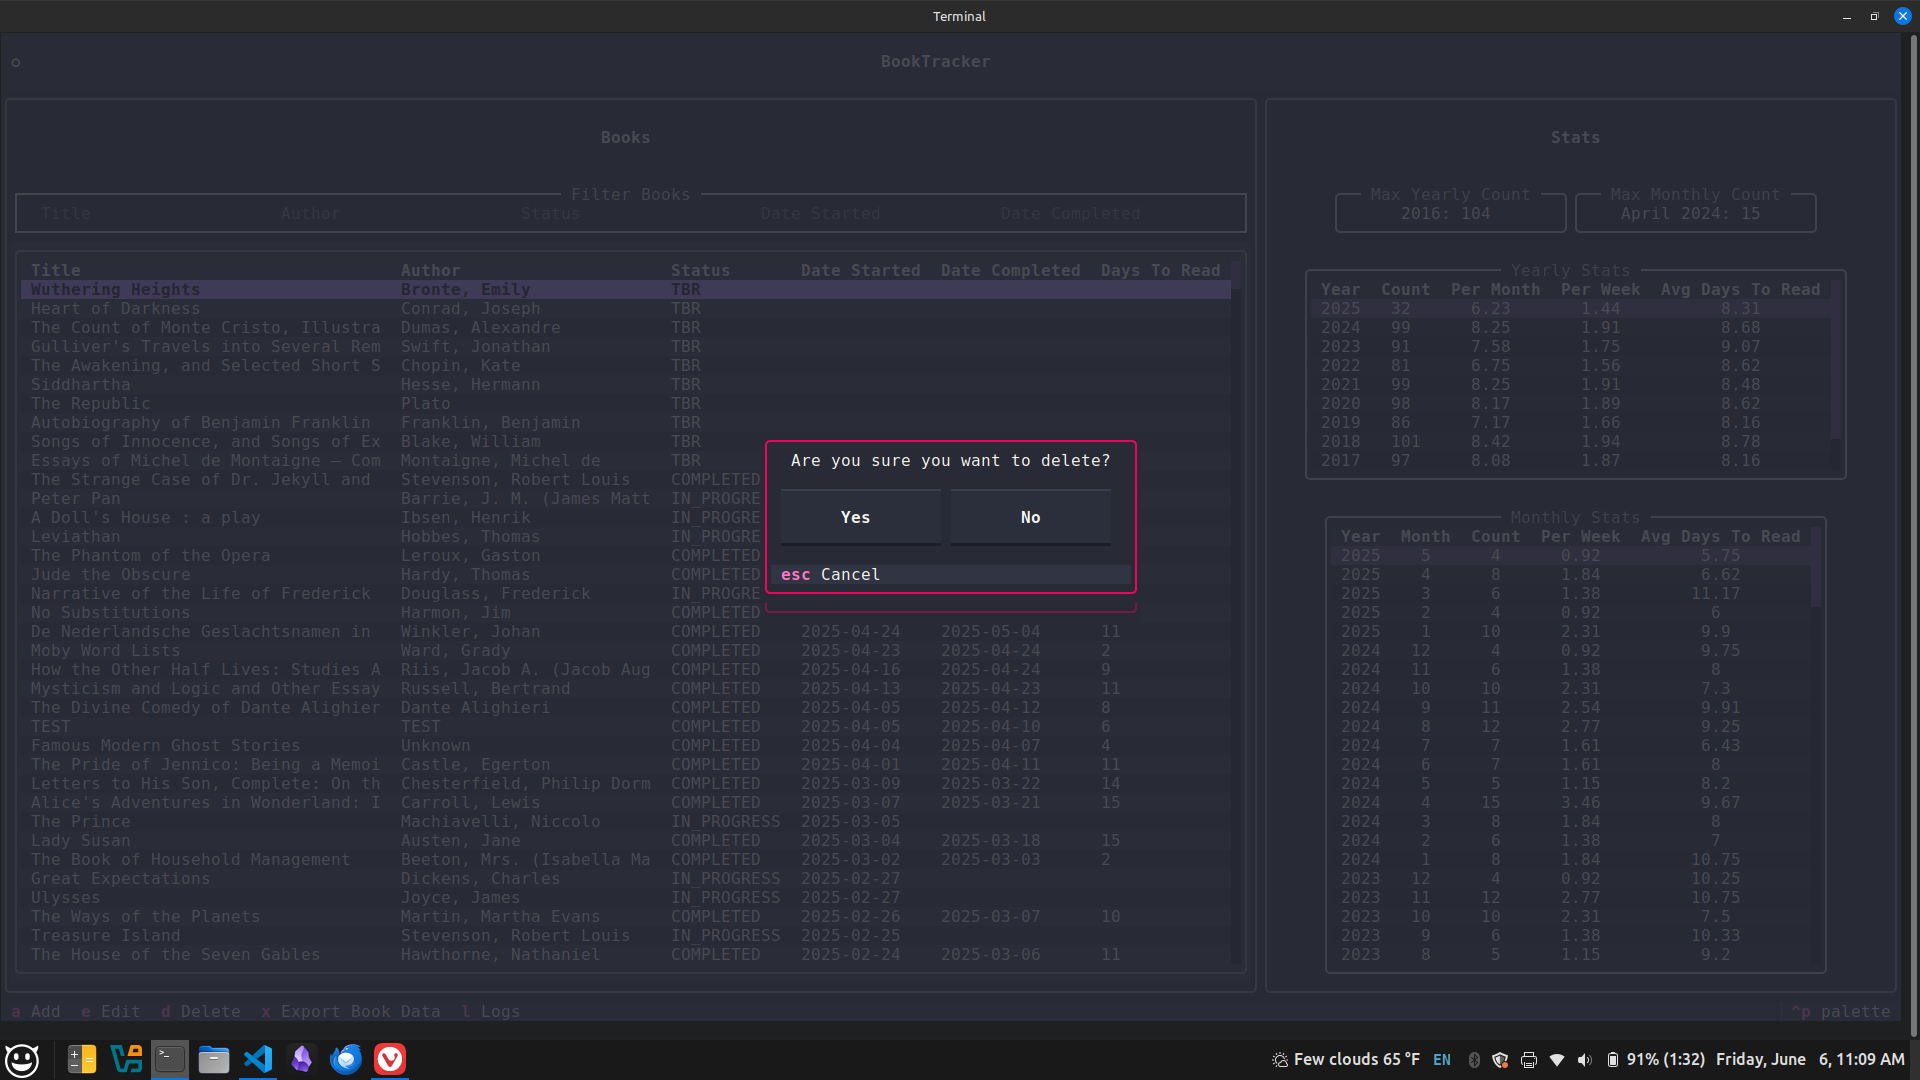 Terminal
BookTracker
Books
Filter Books
Title Author Status Date Started Date Completed
Title Author Status Date Started Date Completed Days To Read
Wuthering Heights Bronte, Emily TBR
Heart of Darkness Conrad, Joseph TBR
The Count of Monte Cristo, Illustra Dumas, Alexandre TBR
Gulliver's Travels into Several Rem Swift, Jonathan TBR
The Awakening, and Selected Short S Chopin, Kate TBR
Siddhartha Hesse, Hermann TBR
The Republic Plato TBR
Autobiography of Benjamin Franklin Franklin, Benjamin TBR
Songs of Innocence, and Songs of Ex Blake, William TBR
Essays of Michel de Montaigne — Com Montaigne, Michel de TBR
The Strange Case of Dr. Jekyll and Stevenson, Robert Louis COMPLETED
Peter Pan Barrie, J. M. (James Matt IN_PROGRE
A Doll's House : a play Ibsen, Henrik IN_PROGRE
Leviathan Hobbes, Thomas IN_PROGRE
The Phantom of the Opera Leroux, Gaston COMPLETED
Jude the Obscure Hardy, Thomas COMPLETED
Narrative of the Life of Frederick Douglass, Frederick IN_PROGRE
No Substitutions Harmon, Jim COMPLETED
De Nederlandsche Geslachtsnamen in Winkler, Johan COMPLETED 2025-04-24 2025-05-04 11
Moby Word Lists Ward, Grady COMPLETED 2025-04-23 2025-04-24 2
How the Other Half Lives: Studies A Riis, Jacob A. (Jacob Aug COMPLETED 2025-04-16 2025-04-24 9
Mysticism and Logic and Other Essay Russell, Bertrand COMPLETED 2025-04-13 2025-04-23 11
The Divine Comedy of Dante Alighier Dante Alighieri COMPLETED 2025-04-05 2025-04-12 8
TEST TEST COMPLETED 2025-04-05 2025-04-10 6
Famous Modern Ghost Stories Unknown COMPLETED 2025-04-04 2025-04-07 4
The Pride of Jennico: Being a Memoi Castle, Egerton COMPLETED 2025-04-01 2025-04-11 11
Letters to His Son, Complete: On th Chesterfield, Philip Dorm COMPLETED 2025-03-09 2025-03-22 14
Alice's Adventures in Wonderland: I Carroll, Lewis COMPLETED 2025-03-07 2025-03-21 15
The Prince Machiavelli, Niccolo IN_PROGRESS 2025-03-05
Lady Susan Austen, Jane COMPLETED 2025-03-04 2025-03-18 15
The Book of Household Management Beeton, Mrs. (Isabella Ma COMPLETED 2025-03-02 2025-03-03 2
Great Expectations Dickens, Charles IN_PROGRESS 2025-02-27
Ulysses Joyce, James IN_PROGRESS 2025-02-27
The Ways of the Planets Martin, Martha Evans COMPLETED 2025-02-26 2025-03-07 10
Treasure Island Stevenson, Robert Louis IN_PROGRESS 2025-02-25
The House of the Seven Gables Hawthorne, Nathaniel COMPLETED 2025-02-24 2025-03-06 11
Are you sure you want to delete?
Yes No
esc Cancel
Stats
Max Yearly Count
2016: 104
Max Monthly Count
April 2024: 15
Yearly Stats
Year Count Per Month Per Week Avg Days To Read
2025 32 6.23 1.44 8.31
2024 99 8.25 1.91 8.68
2023 91 7.58 1.75 9.07
2022 81 6.75 1.56 8.62
2021 99 8.25 1.91 8.48
2020 98 8.17 1.89 8.62
2019 86 7.17 1.66 8.16
2018 101 8.42 1.94 8.78
2017 97 8.08 1.87 8.16
Monthly Stats
Year Month Count Per Week Avg Days To Read
2025 5 4 0.92 5.75
2025 4 8 1.84 6.62
2025 3 6 1.38 11.17
2025 2 4 0.92 6
2025 1 10 2.31 9.9
2024 12 4 0.92 9.75
2024 11 6 1.38 8
2024 10 10 2.31 7.3
2024 9 11 2.54 9.91
2024 8 12 2.77 9.25
2024 7 7 1.61 6.43
2024 6 7 1.61 8
2024 5 5 1.15 8.2
2024 4 15 3.46 9.67
2024 3 8 1.84 8
2024 2 6 1.38 7
2024 1 8 1.84 10.75
2023 12 4 0.92 10.25
2023 11 12 2.77 10.75
2023 10 10 2.31 7.5
2023 9 6 1.38 10.33
2023 8 5 1.15 9.2
a Add e Edit d Delete x Export Book Data l Logs ^p palette
Few clouds 65 °F EN 91% (1:32) Friday, June 6, 11:09 AM